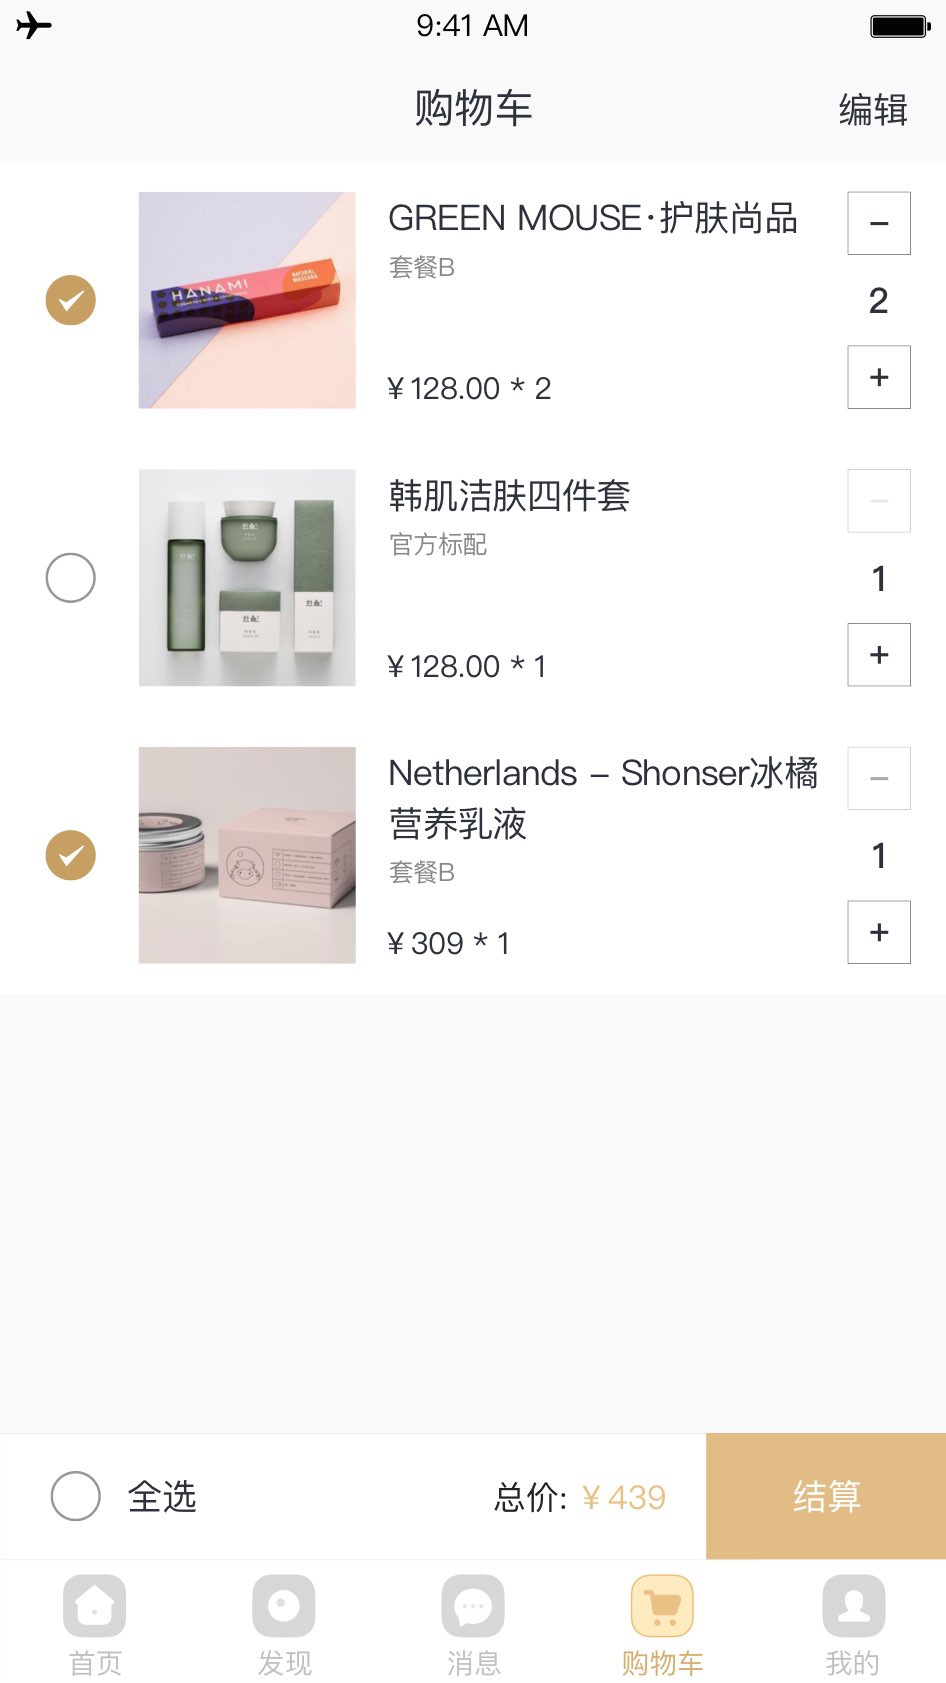 9:41 AM
购物车
编辑
HANAMI
NATURAL
MASCARA
GREEN MOUSE·护肤尚品
套餐B
2
¥128.00 * 2
韩肌洁肤四件套
官方标配
1
¥128.00 * 1
Netherlands – Shonser冰橘
营养乳液
套餐B
1
¥309 * 1
全选
总价: ¥439
结算
首页
发现
消息
购物车
我的